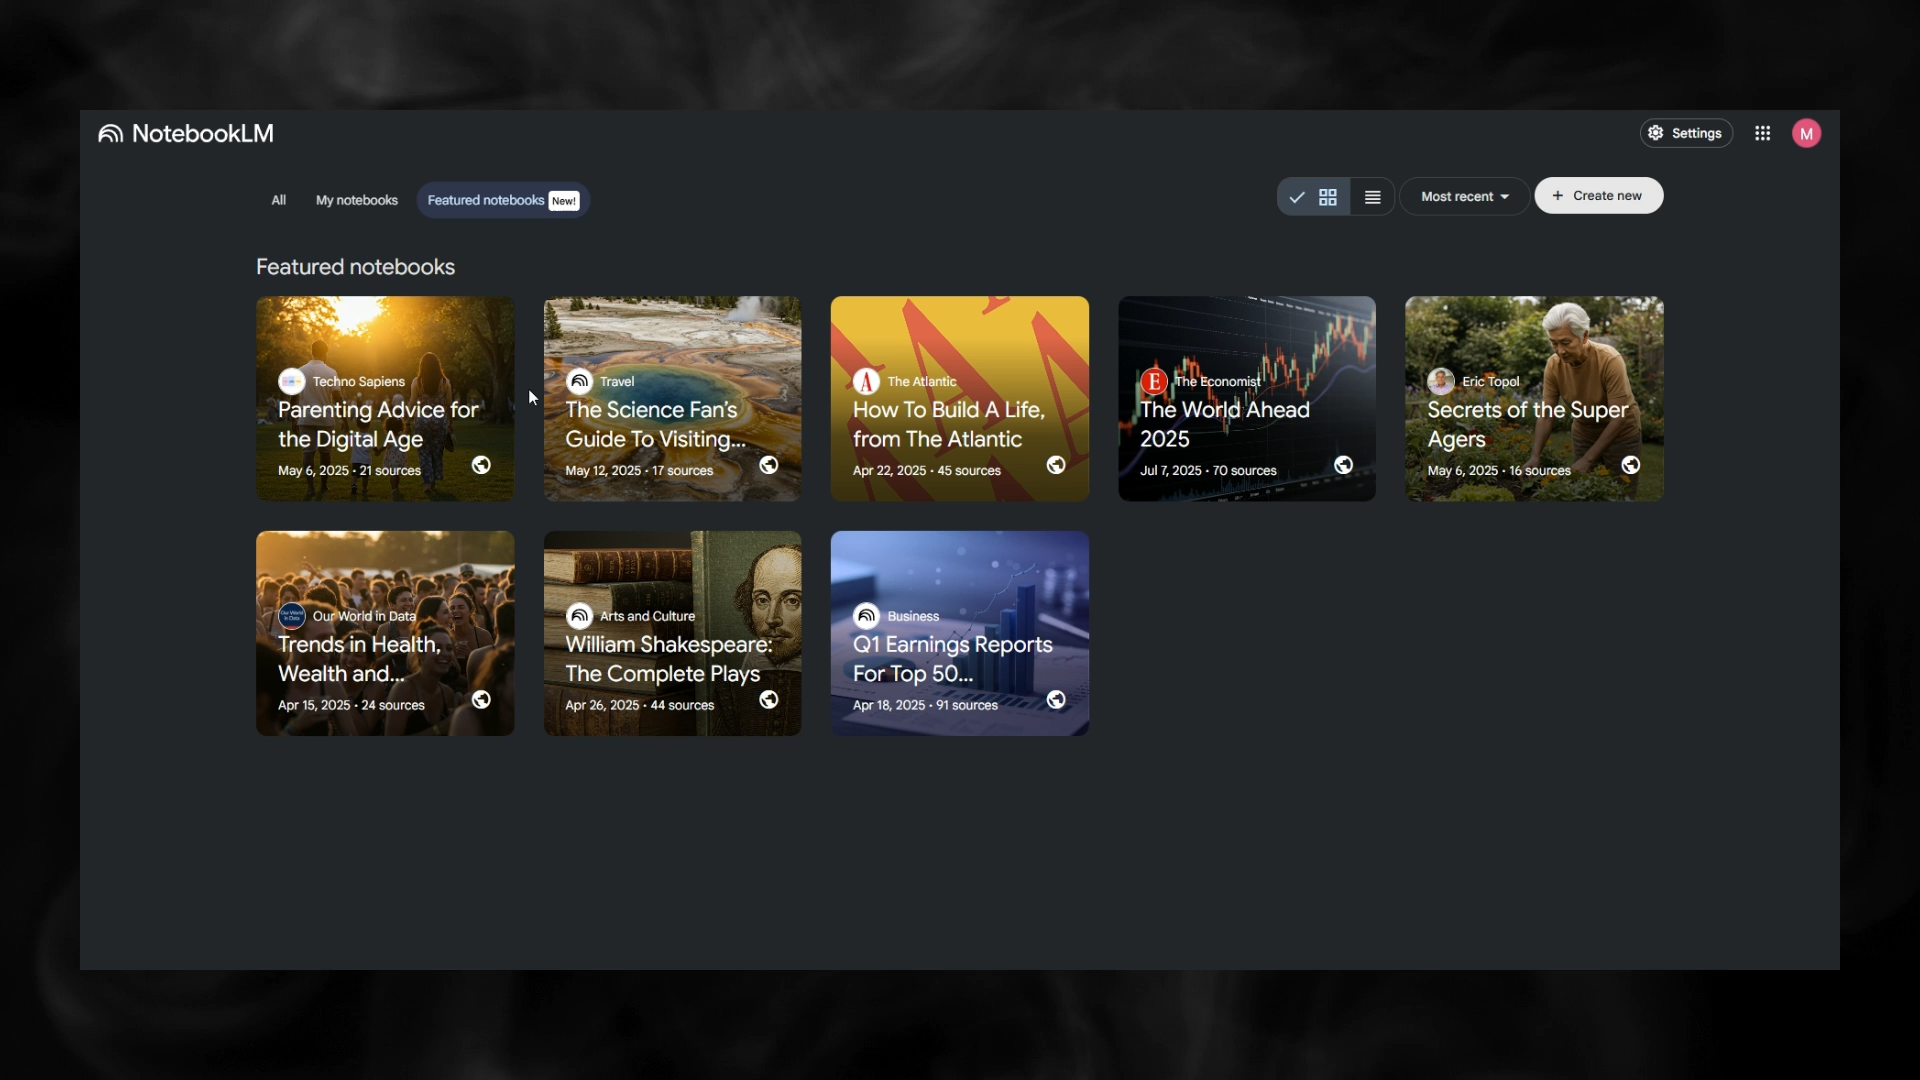 NotebookLM
Settings
M
All
My notebooks
Featured notebooks New!
Most recent
+ Create new
Featured notebooks
Techno Sapiens
Parenting Advice for
the Digital Age
May 6, 2025 • 21 sources
Travel
The Science Fan's
Guide To Visiting...
May 12, 2025 • 17 sources
A
The Atlantic
How To Build A Life,
from The Atlantic
Apr 22, 2025 • 45 sources
E
The Economist
The World Ahead
2025
Jul 7, 2025 • 70 sources
Eric Topol
Secrets of the Super
Agers
May 6, 2025 • 16 sources
Our World in Data
Our World in Data
Trends in Health,
Wealth and...
Apr 15, 2025 • 24 sources
Arts and Culture
William Shakespeare:
The Complete Plays
Apr 26, 2025 • 44 sources
Business
Q1 Earnings Reports
For Top 50...
Apr 18, 2025 • 91 sources